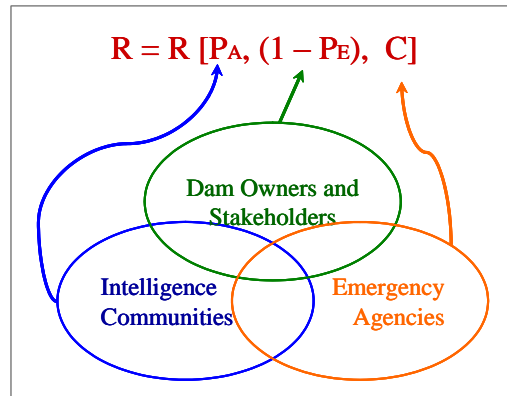 R = R [PA, (1 – PE), C]
Dam Owners and
Stakeholders
Intelligence
Communities
Emergency
Agencies